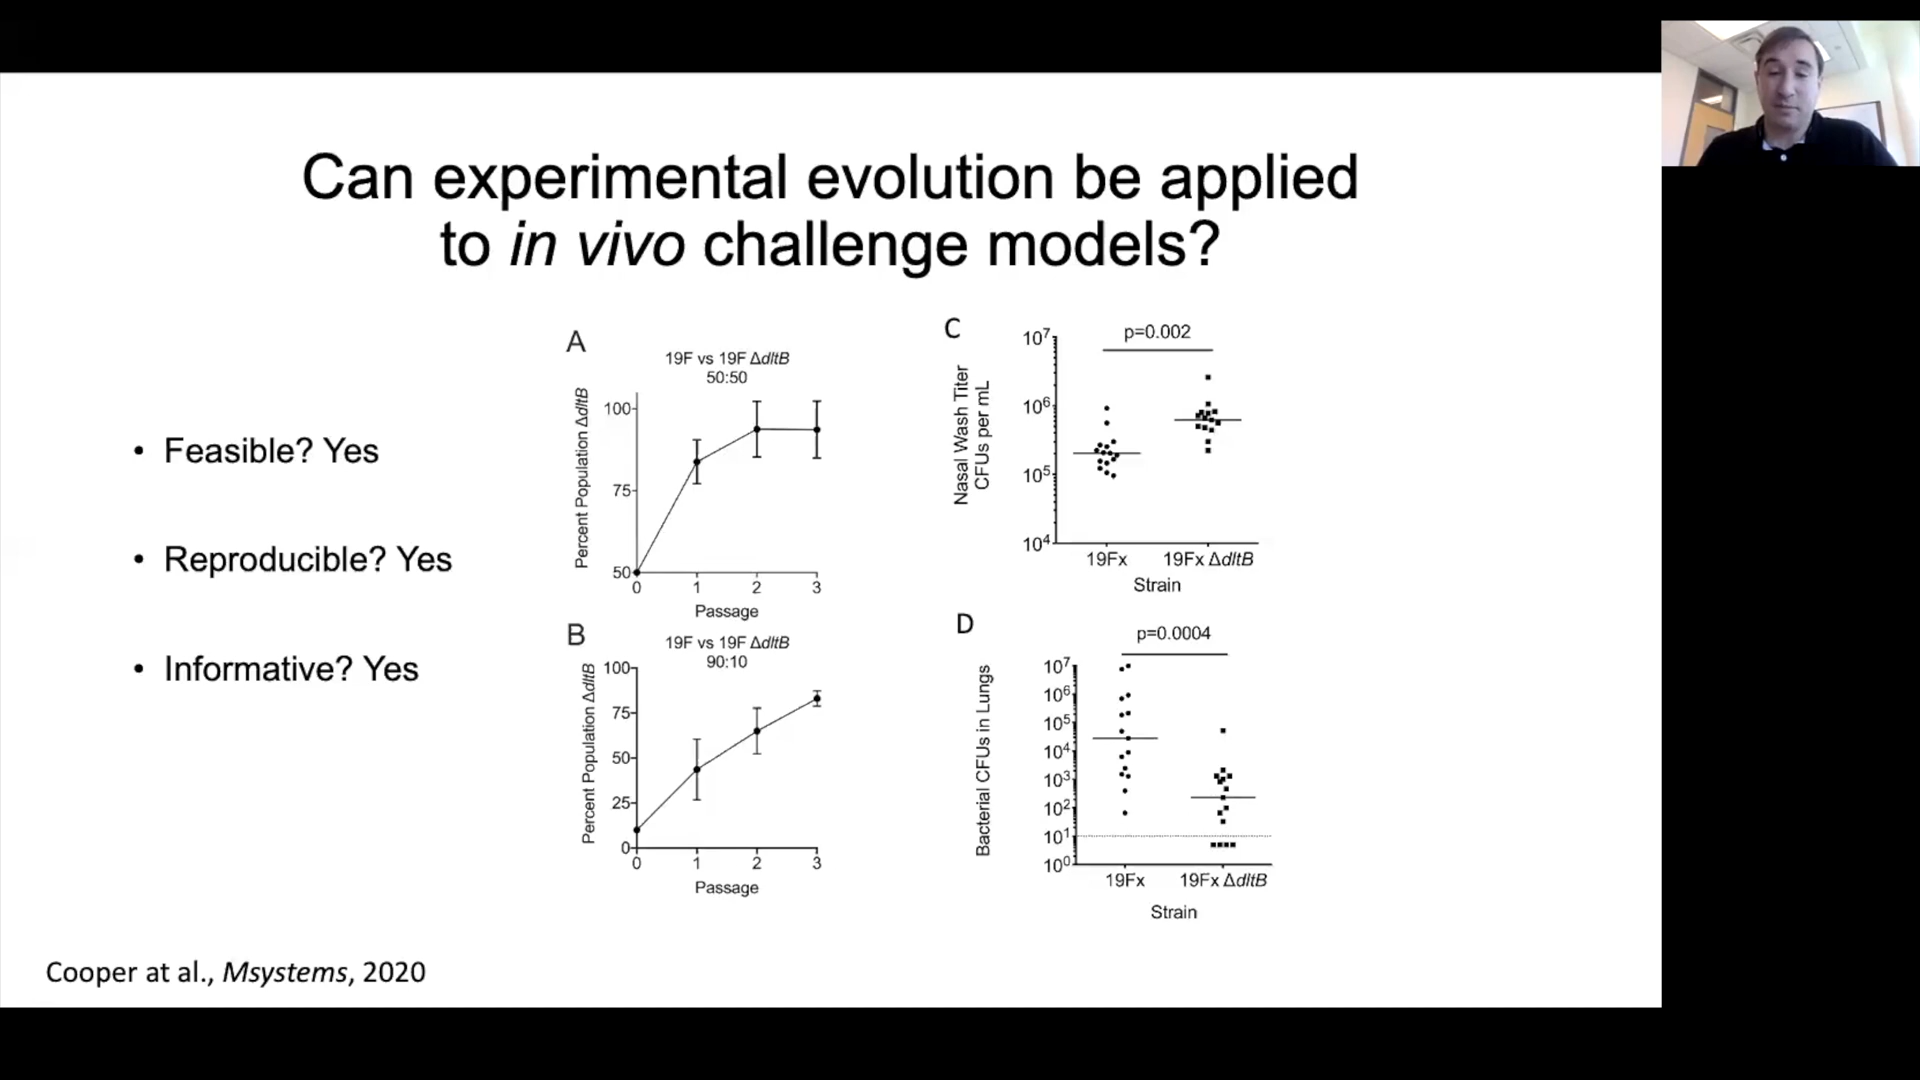 Can experimental evolution be applied
to in vivo challenge models?
• Feasible? Yes
• Reproducible? Yes
• Informative? Yes
A
19F vs 19F ΔdltB
50:50
Percent Population ΔdltB
100
75
50
0 1 2 3
Passage
B
19F vs 19F ΔdltB
90:10
Percent Population ΔdltB
100
75
50
25
0
0 1 2 3
Passage
C
p=0.002
Nasal Wash Titer
CFUs per mL
10⁷
10⁶
10⁵
10⁴
19Fx 19Fx ΔdltB
Strain
D
p=0.0004
Bacterial CFUs in Lungs
10⁷
10⁶
10⁵
10⁴
10³
10²
10¹
10⁰
19Fx 19Fx ΔdltB
Strain
Cooper at al., Msystems, 2020